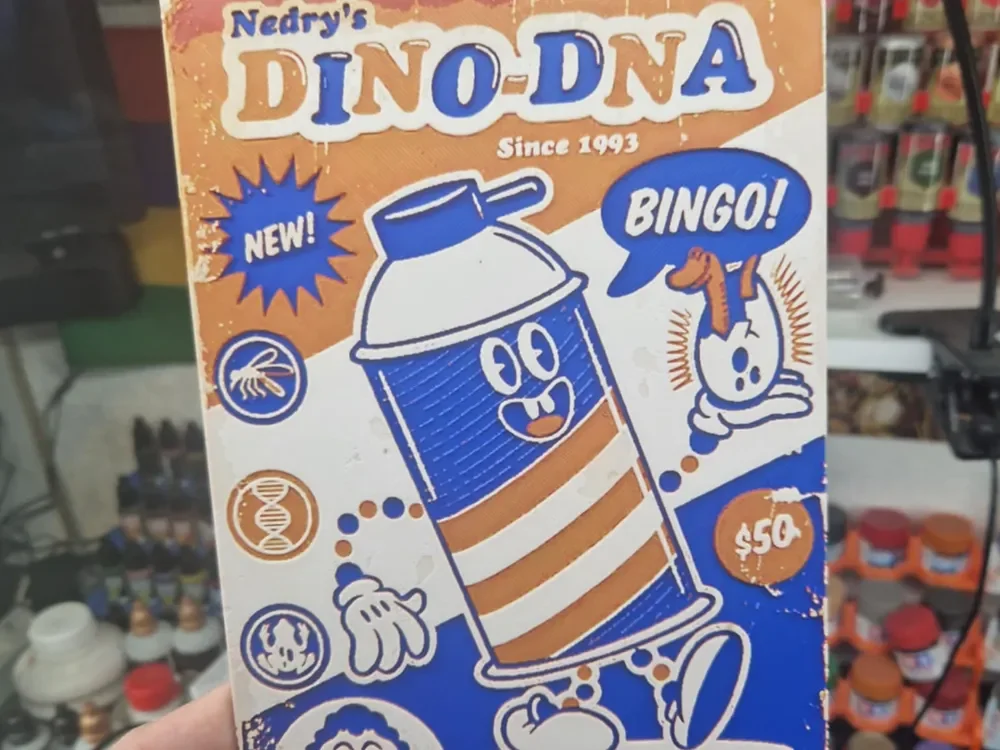 Nedry's
DINO-DNA
Since 1993
NEW!
BINGO!
$50